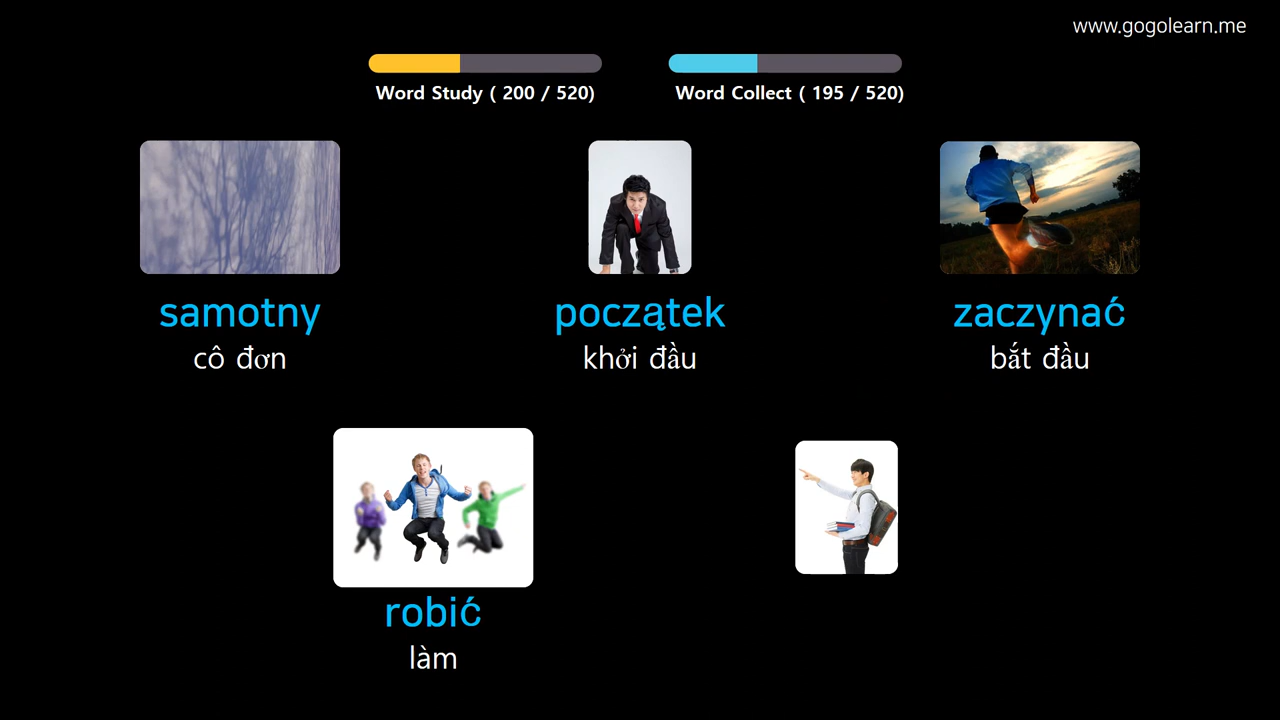 www.gogolearn.me
Word Study ( 200 / 520)
Word Collect ( 195 / 520)
samotny
cô đơn
początek
khởi đầu
zaczynać
bắt đầu
robić
làm